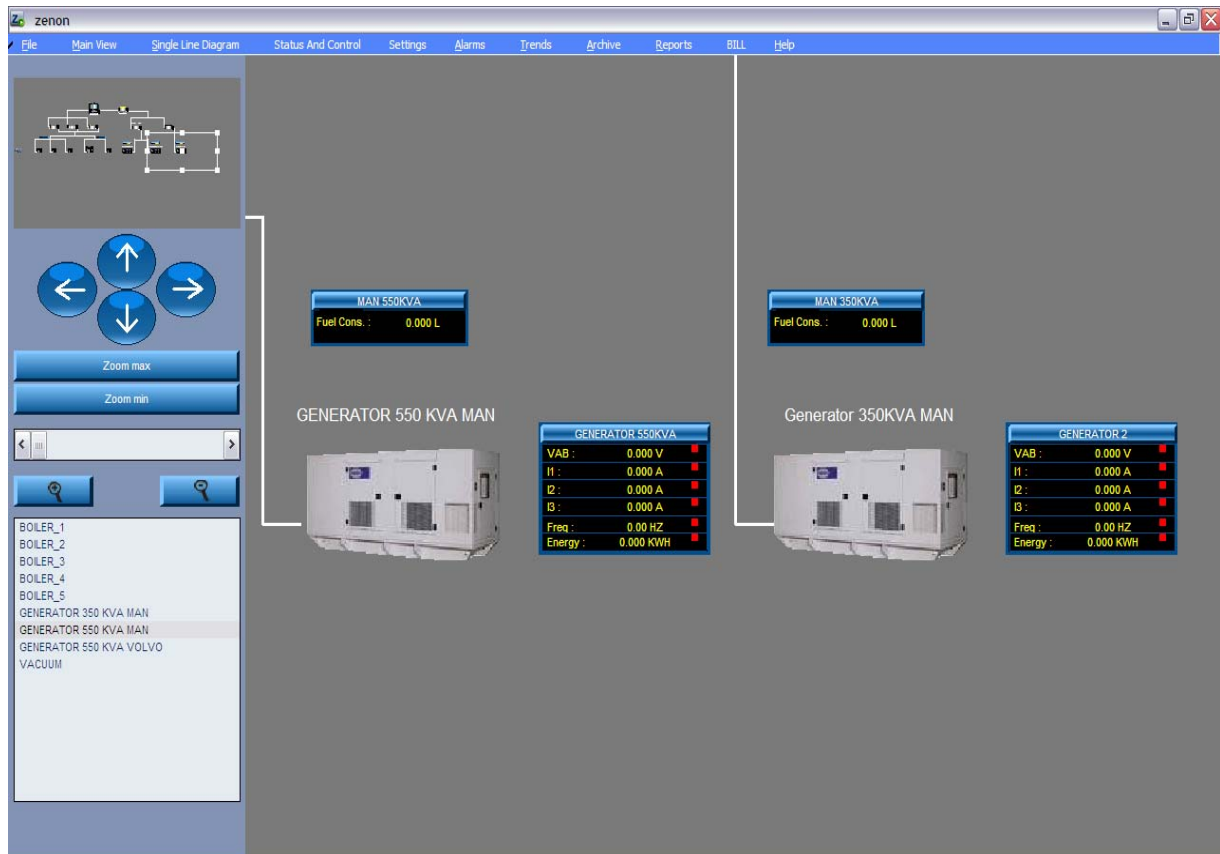 zenon
File Main View Single Line Diagram Status And Control Settings Alarms Trends Archive Reports BILL Help
Zoom max
Zoom min
BOILER_1
BOILER_2
BOILER_3
BOILER_4
BOILER_5
GENERATOR 350 KVA MAN
GENERATOR 550 KVA MAN
GENERATOR 550 KVA VOLVO
VACUUM
MAN 550KVA
Fuel Cons. : 0.000 L
GENERATOR 550 KVA MAN
GENERATOR 550KVA
VAB : 0.000 V
I1 : 0.000 A
I2 : 0.000 A
I3 : 0.000 A
Freq : 0.00 HZ
Energy : 0.000 KWH
MAN 350KVA
Fuel Cons. : 0.000 L
Generator 350KVA MAN
GENERATOR 2
VAB : 0.000 V
I1 : 0.000 A
I2 : 0.000 A
I3 : 0.000 A
Freq : 0.00 HZ
Energy : 0.000 KWH